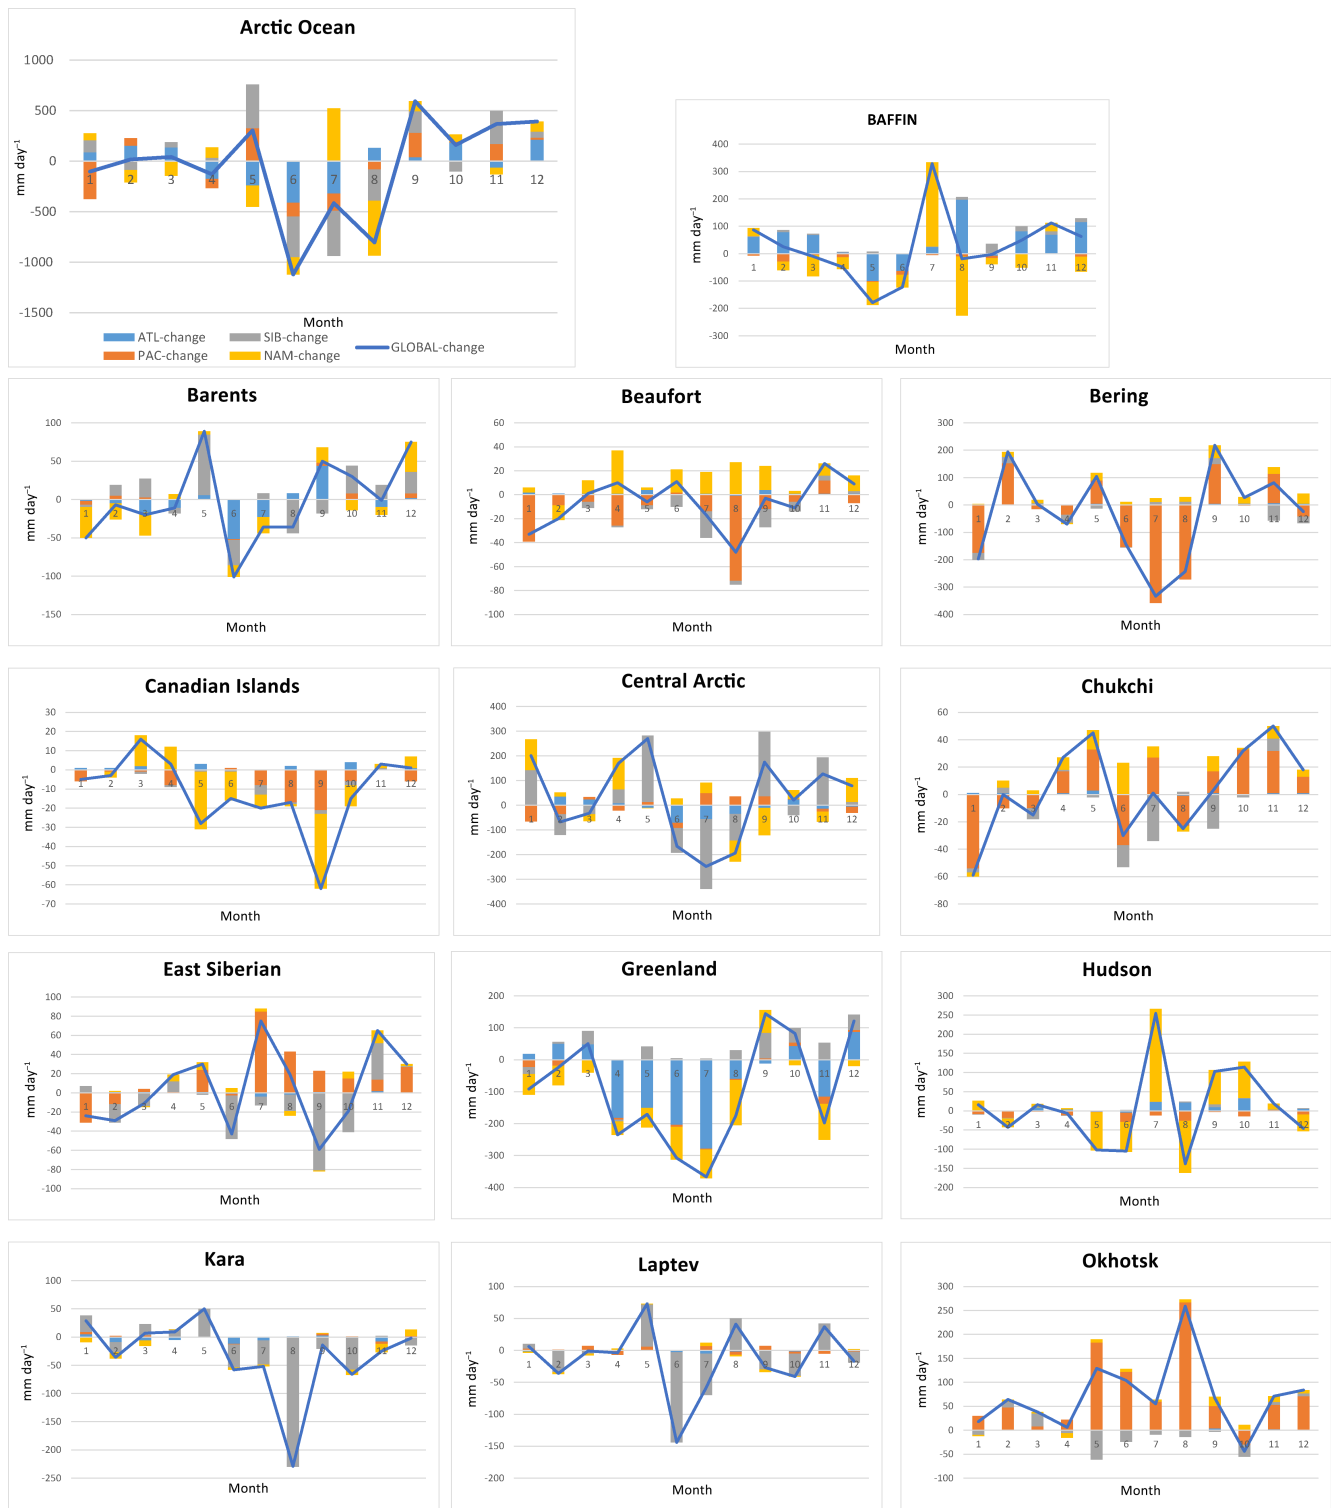 Arctic Ocean
1000
500
0
-500
-1000
-1500
mm day⁻¹
1 2 3 4 5 6 7 8 9 10 11 12
Month
ATL-change SIB-change GLOBAL-change
PAC-change NAM-change
BAFFIN
400
300
200
100
0
-100
-200
-300
mm day⁻¹
1 2 3 4 5 6 7 8 9 10 11 12
Month
Barents
100
50
0
-50
-100
-150
mm day⁻¹
1 2 3 4 5 6 7 8 9 10 11 12
Month
Beaufort
60
40
20
0
-20
-40
-60
-80
-100
mm day⁻¹
1 2 3 4 5 6 7 8 9 10 11 12
Month
Bering
300
200
100
0
-100
-200
-300
-400
mm day⁻¹
1 2 3 4 5 6 7 8 9 10 11 12
Month
Canadian Islands
30
20
10
0
-10
-20
-30
-40
-50
-60
-70
mm day⁻¹
1 2 3 4 5 6 7 8 9 10 11 12
Month
Central Arctic
400
300
200
100
0
-100
-200
-300
-400
mm day⁻¹
1 2 3 4 5 6 7 8 9 10 11 12
Month
Chukchi
60
40
20
0
-20
-40
-60
-80
mm day⁻¹
1 2 3 4 5 6 7 8 9 10 11 12
Month
East Siberian
100
80
60
40
20
0
-20
-40
-60
-80
-100
mm day⁻¹
1 2 3 4 5 6 7 8 9 10 11 12
Month
Greenland
200
100
0
-100
-200
-300
-400
mm day⁻¹
1 2 3 4 5 6 7 8 9 10 11 12
Month
Hudson
300
250
200
150
100
50
0
-50
-100
-150
-200
mm day⁻¹
1 2 3 4 5 6 7 8 9 10 11 12
Month
Kara
100
50
0
-50
-100
-150
-200
-250
mm day⁻¹
1 2 3 4 5 6 7 8 9 10 11 12
Month
Laptev
100
50
0
-50
-100
-150
-200
mm day⁻¹
1 2 3 4 5 6 7 8 9 10 11 12
Month
Okhotsk
300
250
200
150
100
50
0
-50
-100
mm day⁻¹
1 2 3 4 5 6 7 8 9 10 11 12
Month